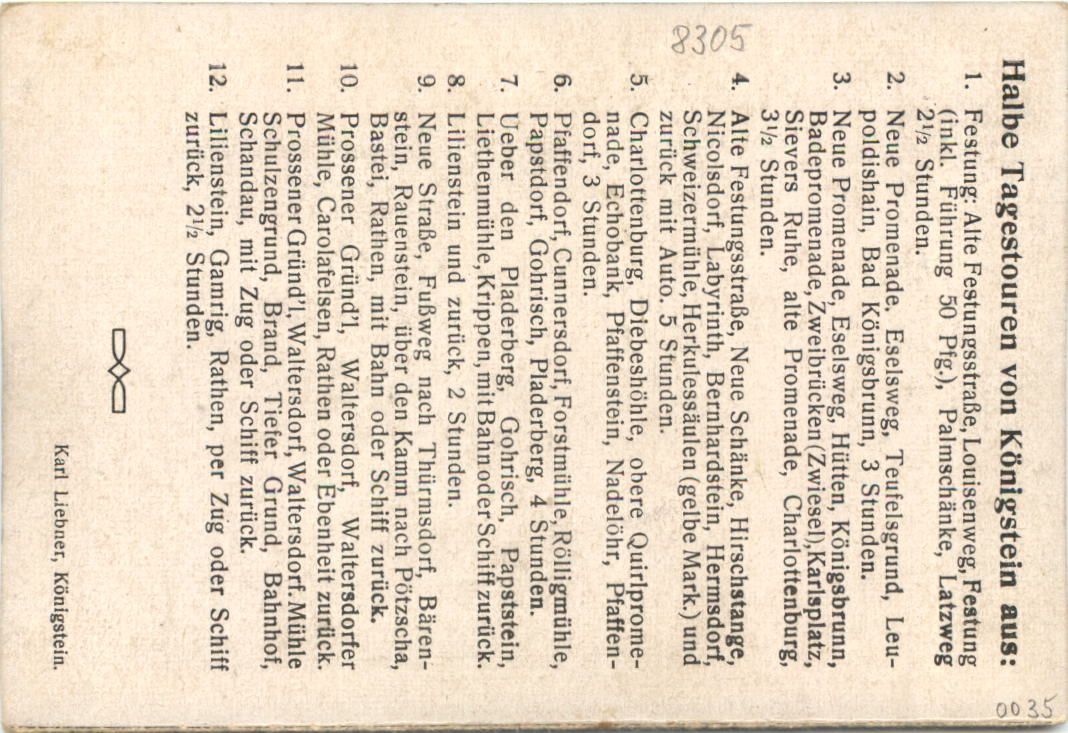 Halbe Tagestouren von Königstein aus:
1. Festung: Alte Festungsstraße, Louisenweg, Festung
(inkl. Führung 50 Pfg.), Palmschänke, Latzweg
2½ Stunden.
2. Neue Promenade, Eselsweg, Teufelsgrund, Leu-
poldishain, Bad Königsbrunn, 3 Stunden.
3. Neue Promenade, Eselsweg, Hütten, Königsbrunn,
Badepromenade, Zweibrücken (Zwiesel), Karlsplatz,
Sievers Ruhe, alte Promenade, Charlottenburg,
3½ Stunden.
4. Alte Festungsstraße, Neue Schänke, Hirschstange,
Nicolsdorf, Labyrinth, Bernhardstein, Hermsdorf,
Schweizermühle, Herkulessäulen (gelbe Mark.) und
zurück mit Auto. 5 Stunden.
5. Charlottenburg, Diebeshöhle, obere Quirlprome-
nade, Echobank, Pfaffenstein, Nadelöhr, Pfaffen-
dorf, 3 Stunden.
6. Pfaffendorf, Cunnersdorf, Forstmühle, Rölligmühle,
Papstdorf, Gohrisch, Pladerberg, 4 Stunden.
7. Ueber den Pladerberg, Gohrisch, Papststein,
Liethenmühle, Krippen, mit Bahn oder Schiff zurück.
8. Lilienstein und zurück, 2 Stunden.
9. Neue Straße, Fußweg nach Thürmsdorf, Bären-
stein, Rauenstein, über den Kamm nach Pötzscha,
Bastei, Rathen, mit Bahn oder Schiff zurück.
10. Prossener Gründ'l, Waltersdorf, Waltersdorfer
Mühle, Carolafelsen, Rathen oder Ebenheit zurück.
11. Prossener Gründ'l, Waltersdorf, Waltersdorf. Mühle
Schulzengrund, Brand, Tiefer Grund, Bahnhof,
Schandau, mit Zug oder Schiff zurück.
12. Lilienstein, Gamrig, Rathen, per Zug oder Schiff
zurück, 2½ Stunden.
Karl Liebner, Königstein.
8305
0035